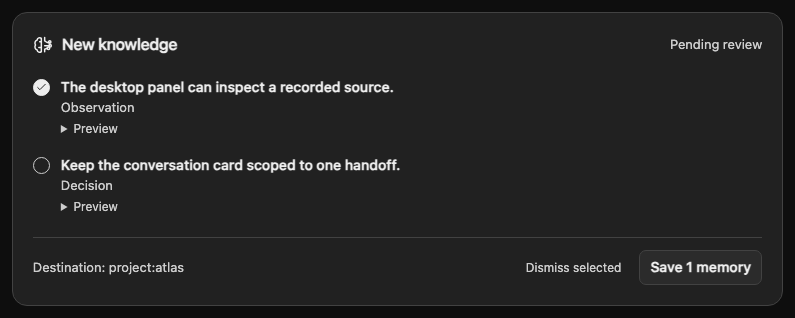 New knowledge
Pending review
The desktop panel can inspect a recorded source.
Observation
Preview
Keep the conversation card scoped to one handoff.
Decision
Preview
Destination: project:atlas
Dismiss selected
Save 1 memory